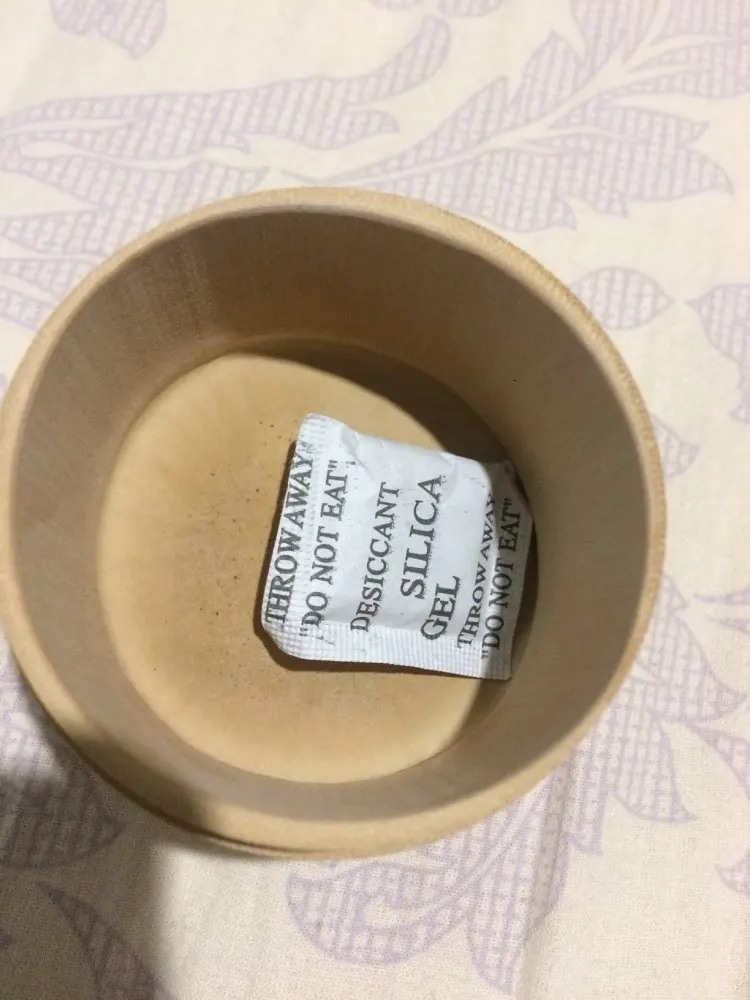 THROW AWAY
"DO NOT EAT"
DESICCANT
SILICA
GEL
THROW AWAY
"DO NOT EAT"